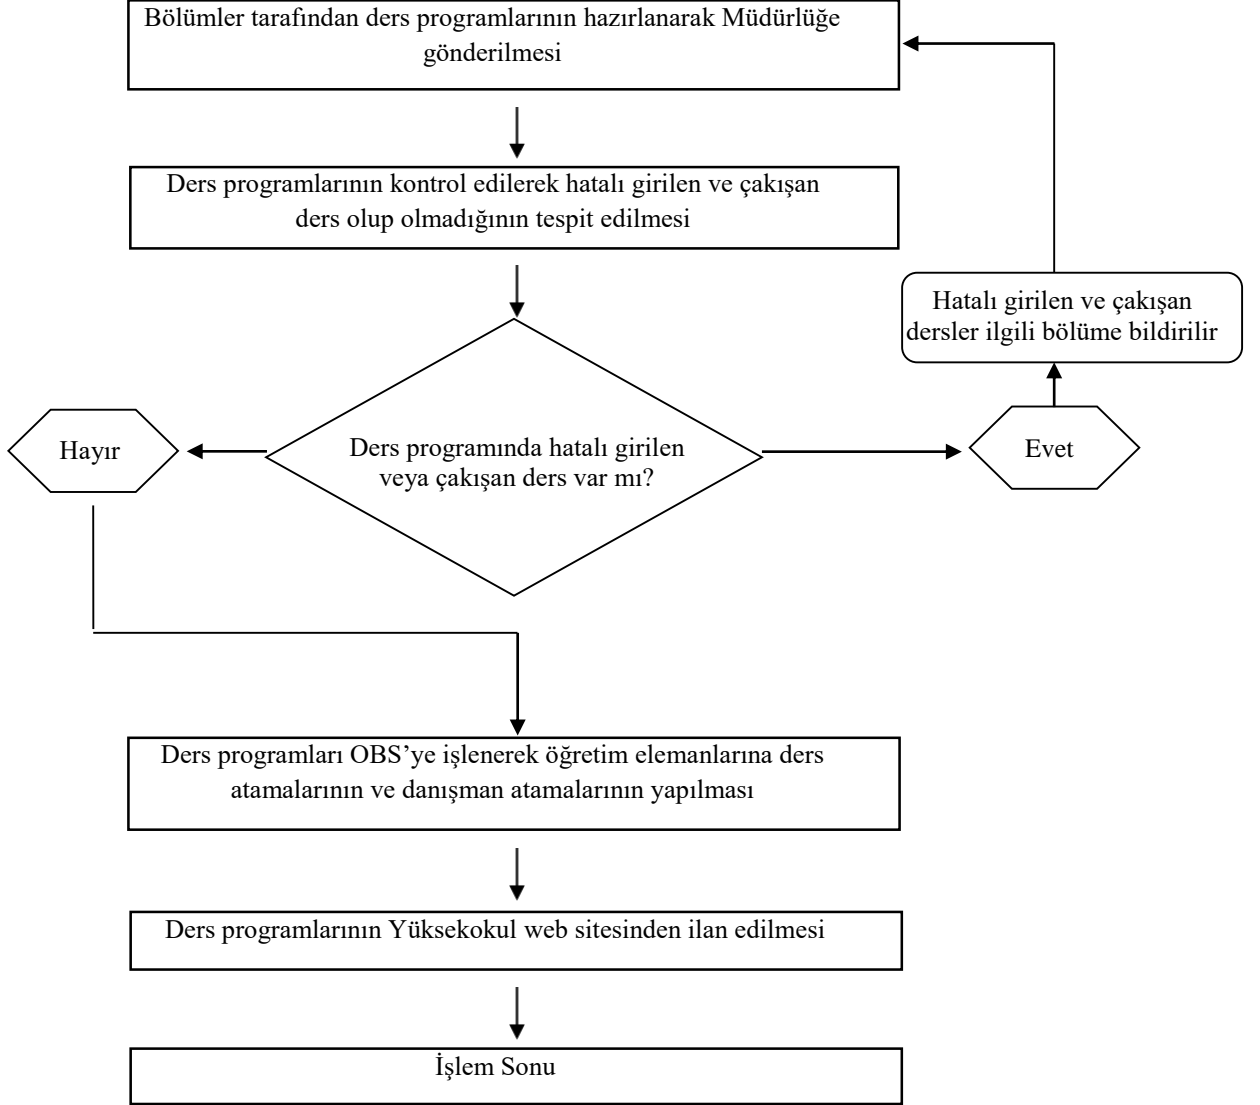 Bölümler tarafından ders programlarının hazırlanarak Müdürlüğe
gönderilmesi
Ders programlarının kontrol edilerek hatalı girilen ve çakışan
ders olup olmadığının tespit edilmesi
Hatalı girilen ve çakışan
dersler ilgili bölüme bildirilir
Hayır
Ders programında hatalı girilen
veya çakışan ders var mı?
Evet
Ders programları OBS’ye işlenerek öğretim elemanlarına ders
atamalarının ve danışman atamalarının yapılması
Ders programlarının Yüksekokul web sitesinden ilan edilmesi
İşlem Sonu